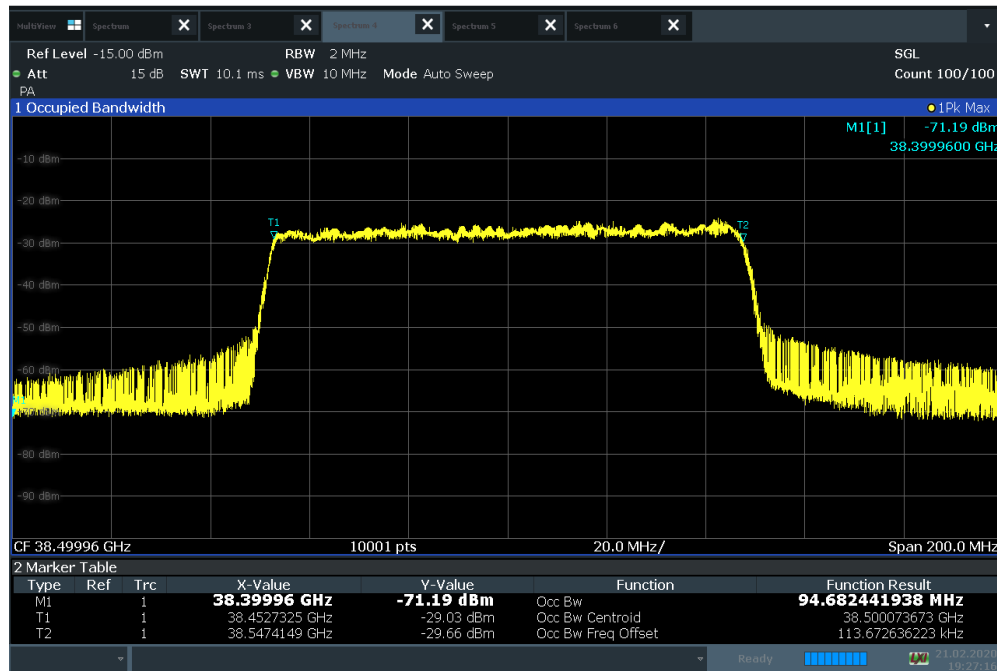 MultiView Spectrum X Spectrum 3 X Spectrum 4 X Spectrum 5 X Spectrum 6 X
Ref Level -15.00 dBm RBW 2 MHz SGL
Att 15 dB SWT 10.1 ms VBW 10 MHz Mode Auto Sweep Count 100/100
PA
1 Occupied Bandwidth 1Pk Max
M1[1] -71.19 dBm
38.3999600 GHz
-10 dBm
-20 dBm
T1 T2
-30 dBm
-40 dBm
-50 dBm
-60 dBm
-80 dBm
-90 dBm
CF 38.49996 GHz 10001 pts 20.0 MHz/ Span 200.0 MHz
2 Marker Table
Type Ref Trc X-Value Y-Value Function Function Result
M1 1 38.39996 GHz -71.19 dBm Occ Bw 94.682441938 MHz
T1 1 38.4527325 GHz -29.03 dBm Occ Bw Centroid 38.500073673 GHz
T2 1 38.5474149 GHz -29.66 dBm Occ Bw Freq Offset 113.672636223 kHz
Ready 21.02.2020
19:27:16